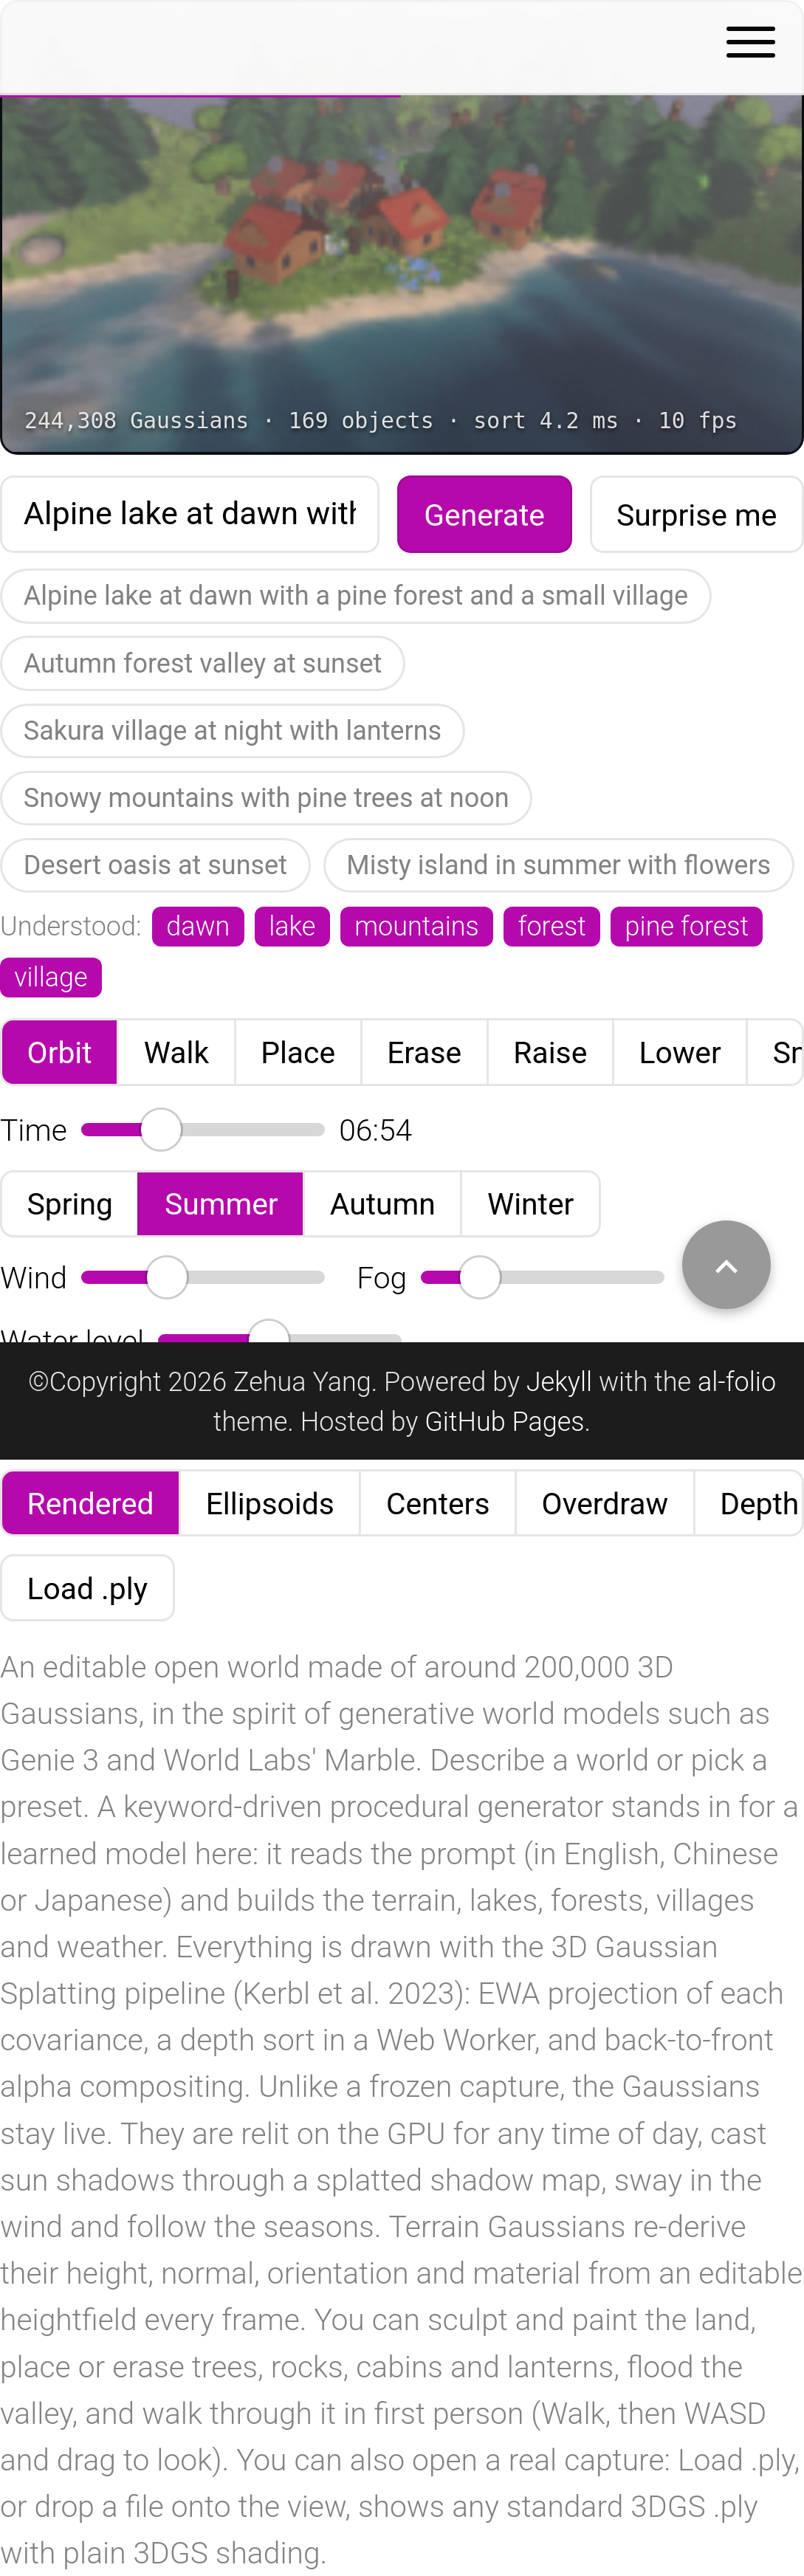 244,308 Gaussians · 169 objects · sort 4.2 ms · 10 fps
Alpine lake at dawn with
Generate
Surprise me
Alpine lake at dawn with a pine forest and a small village
Autumn forest valley at sunset
Sakura village at night with lanterns
Snowy mountains with pine trees at noon
Desert oasis at sunset
Misty island in summer with flowers
Understood: dawn lake mountains forest pine forest
village
Orbit Walk Place Erase Raise Lower
Time 06:54
Spring Summer Autumn Winter
Wind Fog
Water level
©Copyright 2026 Zehua Yang. Powered by Jekyll with the al-folio
theme. Hosted by GitHub Pages.
Rendered Ellipsoids Centers Overdraw Depth
Load .ply
An editable open world made of around 200,000 3D
Gaussians, in the spirit of generative world models such as
Genie 3 and World Labs' Marble. Describe a world or pick a
preset. A keyword-driven procedural generator stands in for a
learned model here: it reads the prompt (in English, Chinese
or Japanese) and builds the terrain, lakes, forests, villages
and weather. Everything is drawn with the 3D Gaussian
Splatting pipeline (Kerbl et al. 2023): EWA projection of each
covariance, a depth sort in a Web Worker, and back-to-front
alpha compositing. Unlike a frozen capture, the Gaussians
stay live. They are relit on the GPU for any time of day, cast
sun shadows through a splatted shadow map, sway in the
wind and follow the seasons. Terrain Gaussians re-derive
their height, normal, orientation and material from an editable
heightfield every frame. You can sculpt and paint the land,
place or erase trees, rocks, cabins and lanterns, flood the
valley, and walk through it in first person (Walk, then WASD
and drag to look). You can also open a real capture: Load .ply,
or drop a file onto the view, shows any standard 3DGS .ply
with plain 3DGS shading.